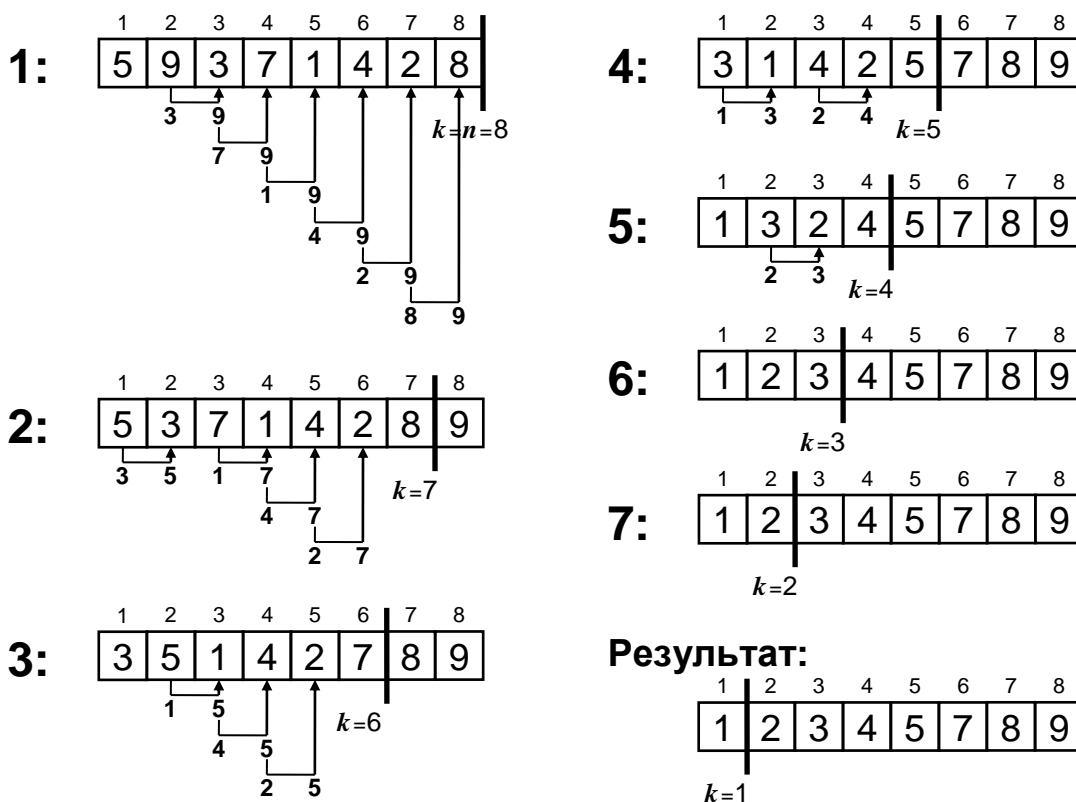 1 2 3 4 5 6 7 8
1: 5 9 3 7 1 4 2 8
3 9
k=n=8
7 9
1 9
4 9
2 9
8 9
1 2 3 4 5 6 7 8
2: 5 3 7 1 4 2 8 9
3 5 1 7
k=7
4 7
2 7
1 2 3 4 5 6 7 8
3: 3 5 1 4 2 7 8 9
1 5
k=6
4 5
2 5
1 2 3 4 5 6 7 8
4: 3 1 4 2 5 7 8 9
1 3 2 4
k=5
1 2 3 4 5 6 7 8
5: 1 3 2 4 5 7 8 9
2 3
k=4
1 2 3 4 5 6 7 8
6: 1 2 3 4 5 7 8 9
k=3
1 2 3 4 5 6 7 8
7: 1 2 3 4 5 7 8 9
k=2
Результат:
1 2 3 4 5 6 7 8
1 2 3 4 5 7 8 9
k=1